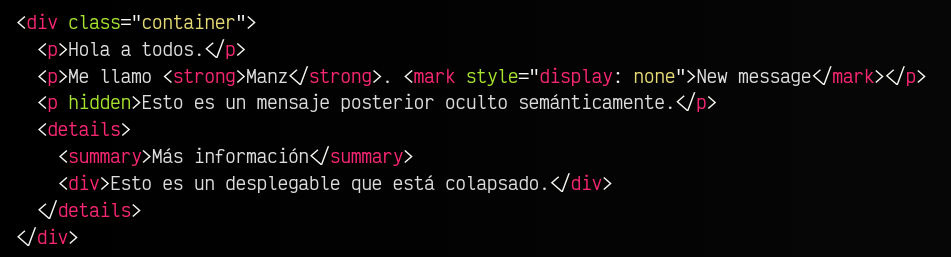 <div class="container">
  <p>Hola a todos.</p>
  <p>Me llamo <strong>Manz</strong>. <mark style="display: none">New message</mark></p>
  <p hidden>Esto es un mensaje posterior oculto semánticamente.</p>
  <details>
    <summary>Más información</summary>
    <div>Esto es un desplegable que está colapsado.</div>
  </details>
</div>